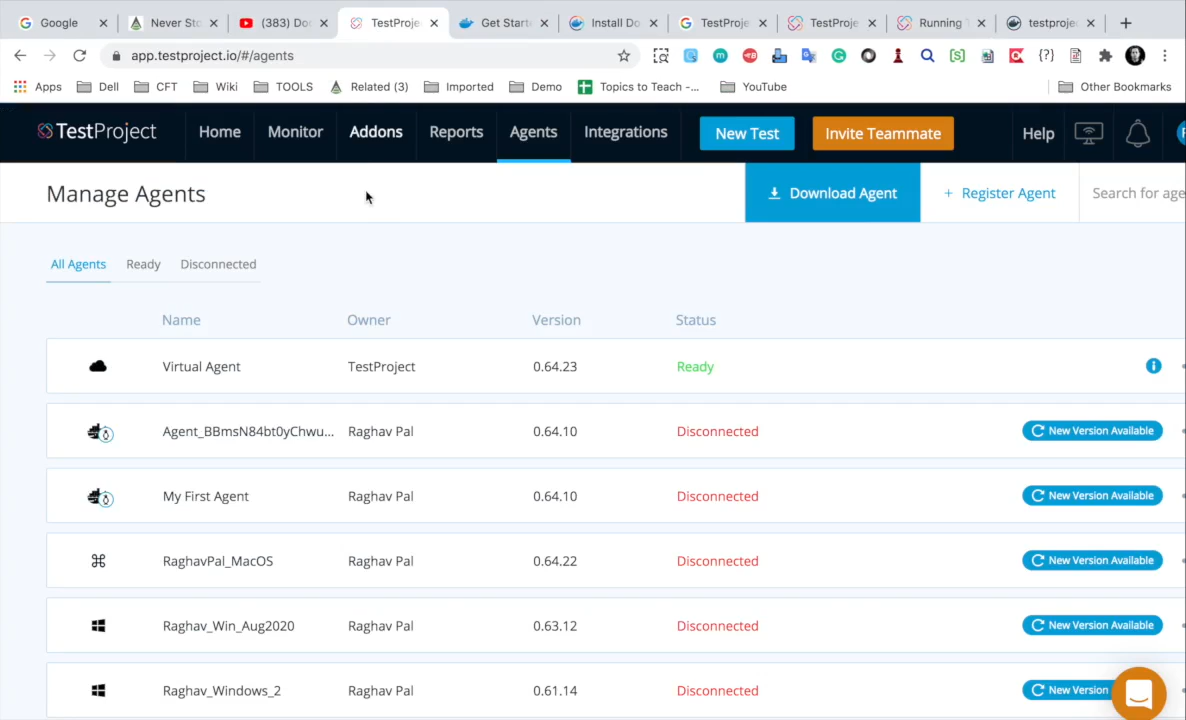 Google
Never Sto
(383) Doc
TestProje
Get Starte
Install Do
TestProje
TestProje
Running T
testproje
app.testproject.io/#/agents
Apps Dell CFT Wiki TOOLS Related (3) Imported Demo Topics to Teach -... YouTube Other Bookmarks
TestProject Home Monitor Addons Reports Agents Integrations New Test Invite Teammate Help
Manage Agents Download Agent + Register Agent Search for age
All Agents Ready Disconnected
Name Owner Version Status
Virtual Agent TestProject 0.64.23 Ready
Agent_BBmsN84bt0yChwu... Raghav Pal 0.64.10 Disconnected New Version Available
My First Agent Raghav Pal 0.64.10 Disconnected New Version Available
RaghavPal_MacOS Raghav Pal 0.64.22 Disconnected New Version Available
Raghav_Win_Aug2020 Raghav Pal 0.63.12 Disconnected New Version Available
Raghav_Windows_2 Raghav Pal 0.61.14 Disconnected New Version